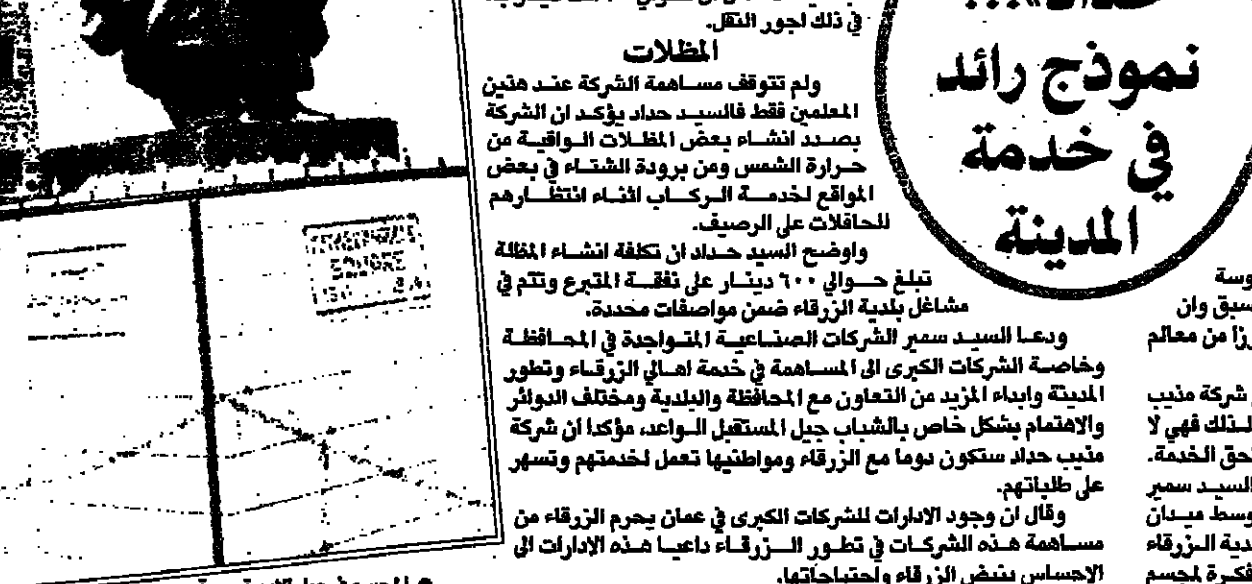 حداد»...
نموذج رائد
في خدمة
المدينة
في ذلك اجور النقل.
المظلات
ولم تتوقف مساهمة الشركة عند هذين
المعلمين فقط فالسيد حداد يؤكد ان الشركة
بصدد انشاء بعض المظلات الواقية من
حرارة الشمس ومن برودة الشتاء في بعض
المواقع لخدمة الركاب اثناء انتظارهم
للحافلات على الرصيف.
واوضح السيد حداد ان تكلفة انشاء المظلة
تبلغ حوالي ٦٠٠ دينار على نفقة المتبرع وتتم في
مشاغل بلدية الزرقاء ضمن مواصفات محددة.
ودعا السيد سمير الشركات الصناعية المتواجدة في المحافظة
وخاصة الشركات الكبرى الى المساهمة في خدمة اهالي الزرقاء وتطور
المدينة وابداء المزيد من التعاون مع المحافظة والبلدية ومختلف الدوائر
والاهتمام بشكل خاص بالشباب جيل المستقبل الواعد، مؤكدا ان شركة
منيب حداد ستكون دوما مع الزرقاء ومواطنيها تعمل لخدمتهم وتسهر
على طلباتهم.
وقال ان وجود الادارات للشركات الكبرى في عمان يحرم الزرقاء من
مساهمة هذه الشركات في تطور الزرقاء داعيا هذه الادارات الى
الاحساس بنبض الزرقاء واحتياجاتها.
سبق وان
من معالم
شركة منيب
لذلك فهي لا
الخدمة.
السيد سمير
وسط ميدان
الزرقاء
لمجسم